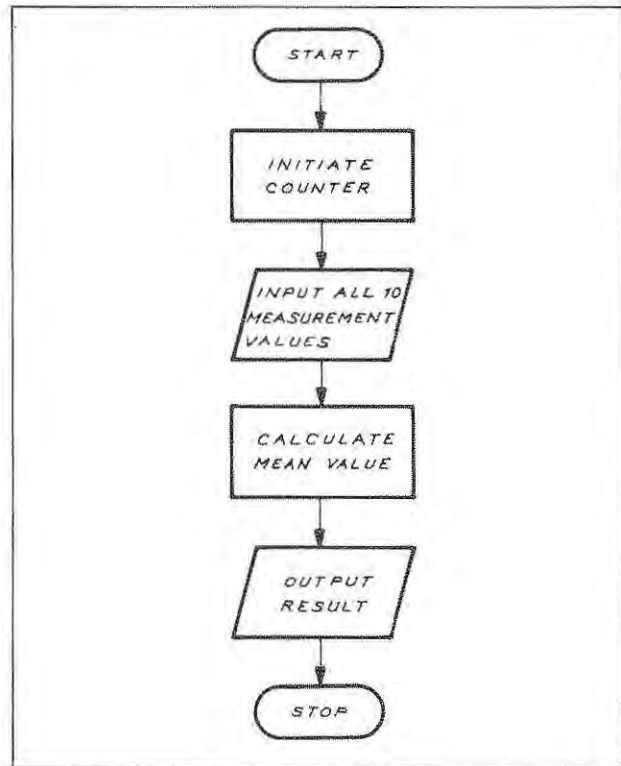 START
INITIATE
COUNTER
INPUT ALL 10
MEASUREMENT
VALUES
CALCULATE
MEAN VALUE
OUTPUT
RESULT
STOP